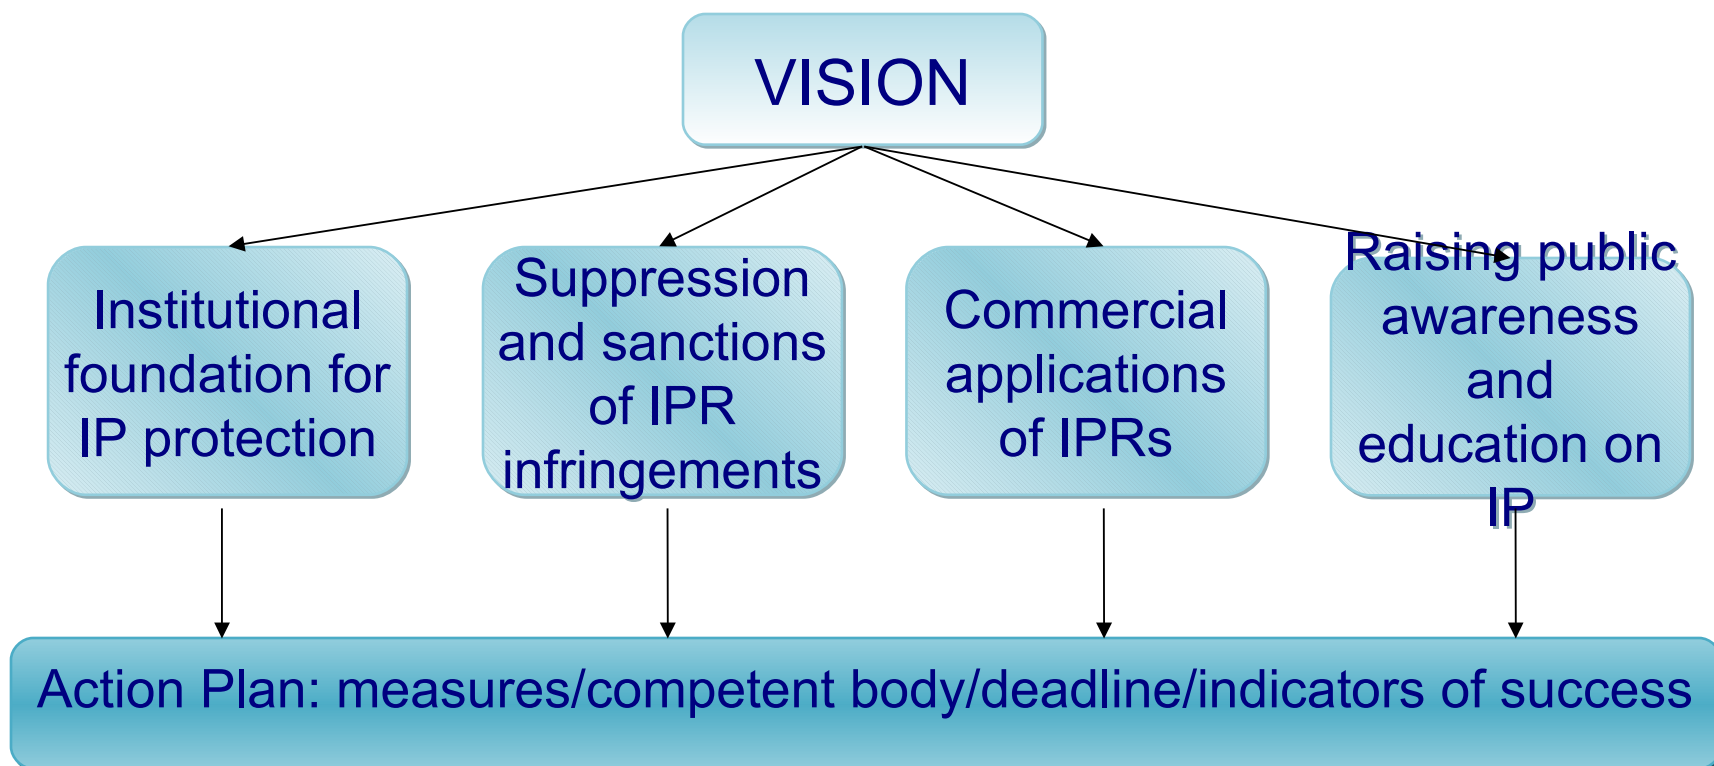 VISION
Institutional
foundation for
IP protection
Suppression
and sanctions
of IPR
infringements
Commercial
applications
of IPRs
Raising public
awareness
and
education on
IP
Action Plan: measures/competent body/deadline/indicators of success